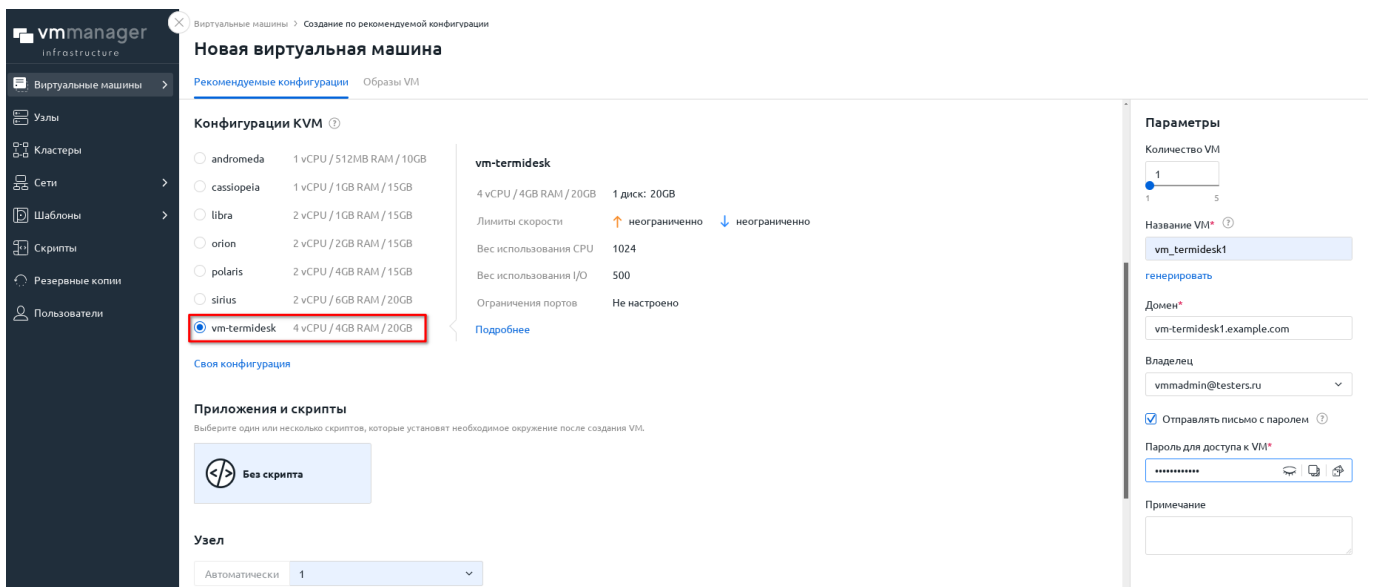 vmmanager
infrastructure
Виртуальные машины
Узлы
Кластеры
Сети
Шаблоны
Скрипты
Резервные копии
Пользователи
Виртуальные машины > Создание по рекомендуемой конфигурации
Новая виртуальная машина
Рекомендуемые конфигурации Образы VM
Конфигурации KVM ?
andromeda 1 vCPU / 512MB RAM / 10GB
cassiopeia 1 vCPU / 1GB RAM / 15GB
libra 2 vCPU / 1GB RAM / 15GB
orion 2 vCPU / 2GB RAM / 15GB
polaris 2 vCPU / 4GB RAM / 15GB
sirius 2 vCPU / 6GB RAM / 20GB
vm-termidesk 4 vCPU / 4GB RAM / 20GB
Своя конфигурация
vm-termidesk
4 vCPU / 4GB RAM / 20GB 1 диск: 20GB
Лимиты скорости ↑ неограниченно ↓ неограниченно
Вес использования CPU 1024
Вес использования I/O 500
Ограничения портов Не настроено
Подробнее
Приложения и скрипты
Выберите один или несколько скриптов, которые установят необходимое окружение после создания VM.
</> Без скрипта
Узел
Автоматически 1
Параметры
Количество VM
1
1 5
Название VM* ?
vm_termidesk1
генерировать
Домен*
vm-termidesk1.example.com
Владелец
vmmadmin@testers.ru
Отправлять письмо с паролем ?
Пароль для доступа к VM*
••••••••••••
Примечание